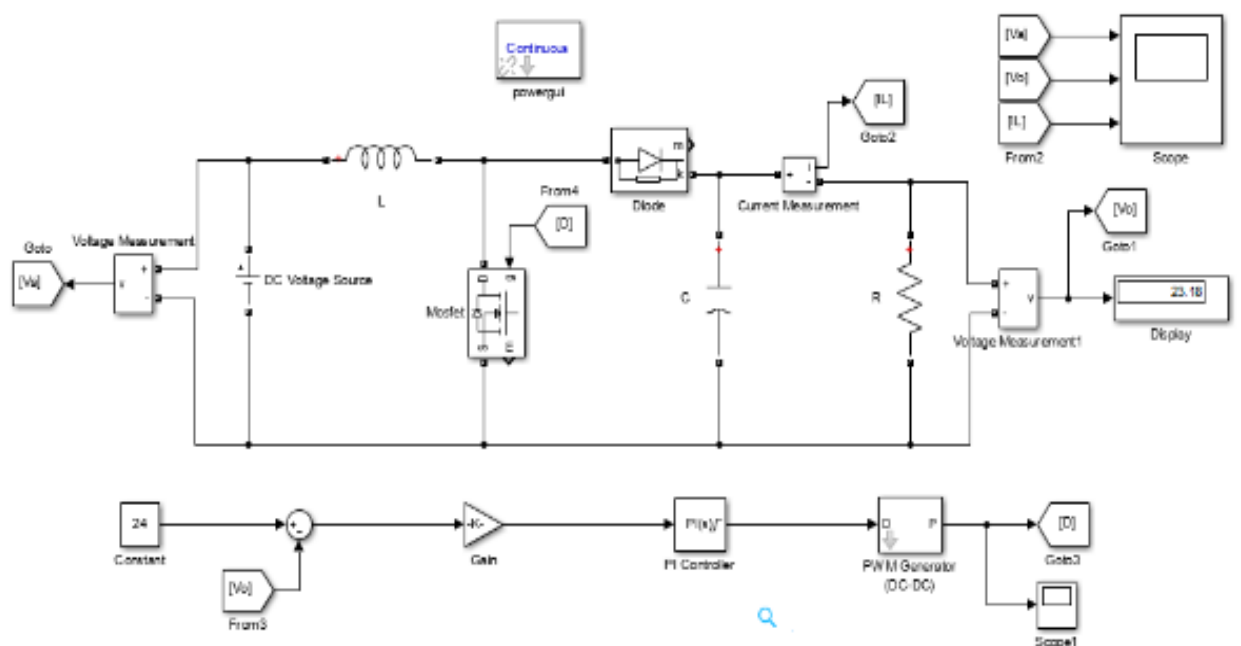 Continuous
powergui
[Va]
[Vo]
[IL]
From2
Scope
[IL]
Goto2
L
m
k
Diode
+
-
i
Current Measurement
From4
[D]
[Vo]
Goto1
Goto
[Va]
Voltage Measurement
+
-
v
DC Voltage Source
Mosfet
D
g
S
m
C
R
+
-
v
Voltage Measurement1
23.18
Display
24
Constant
[Vo]
From3
-K-
Gain
PI Controller
D
P
PWM Generator
(DC-DC)
[D]
Goto3
Scope1